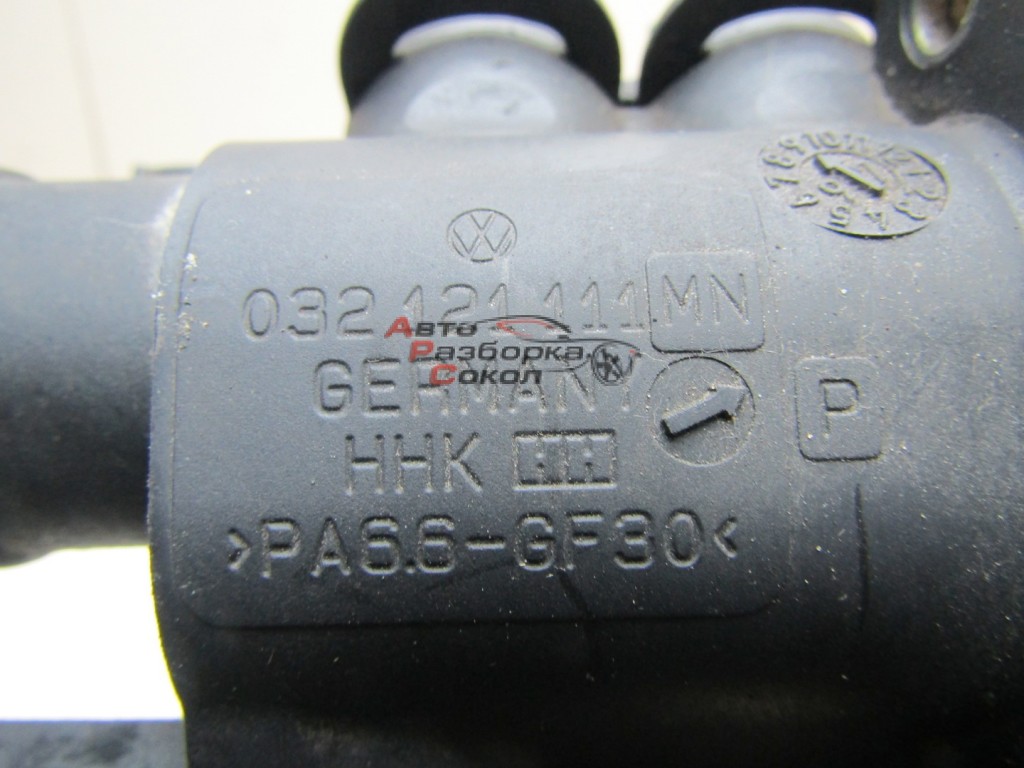 032 121 111 MN
GERMANY
HHK
>PA6.6-GF30<
P
Авто
Разборка
Сокол